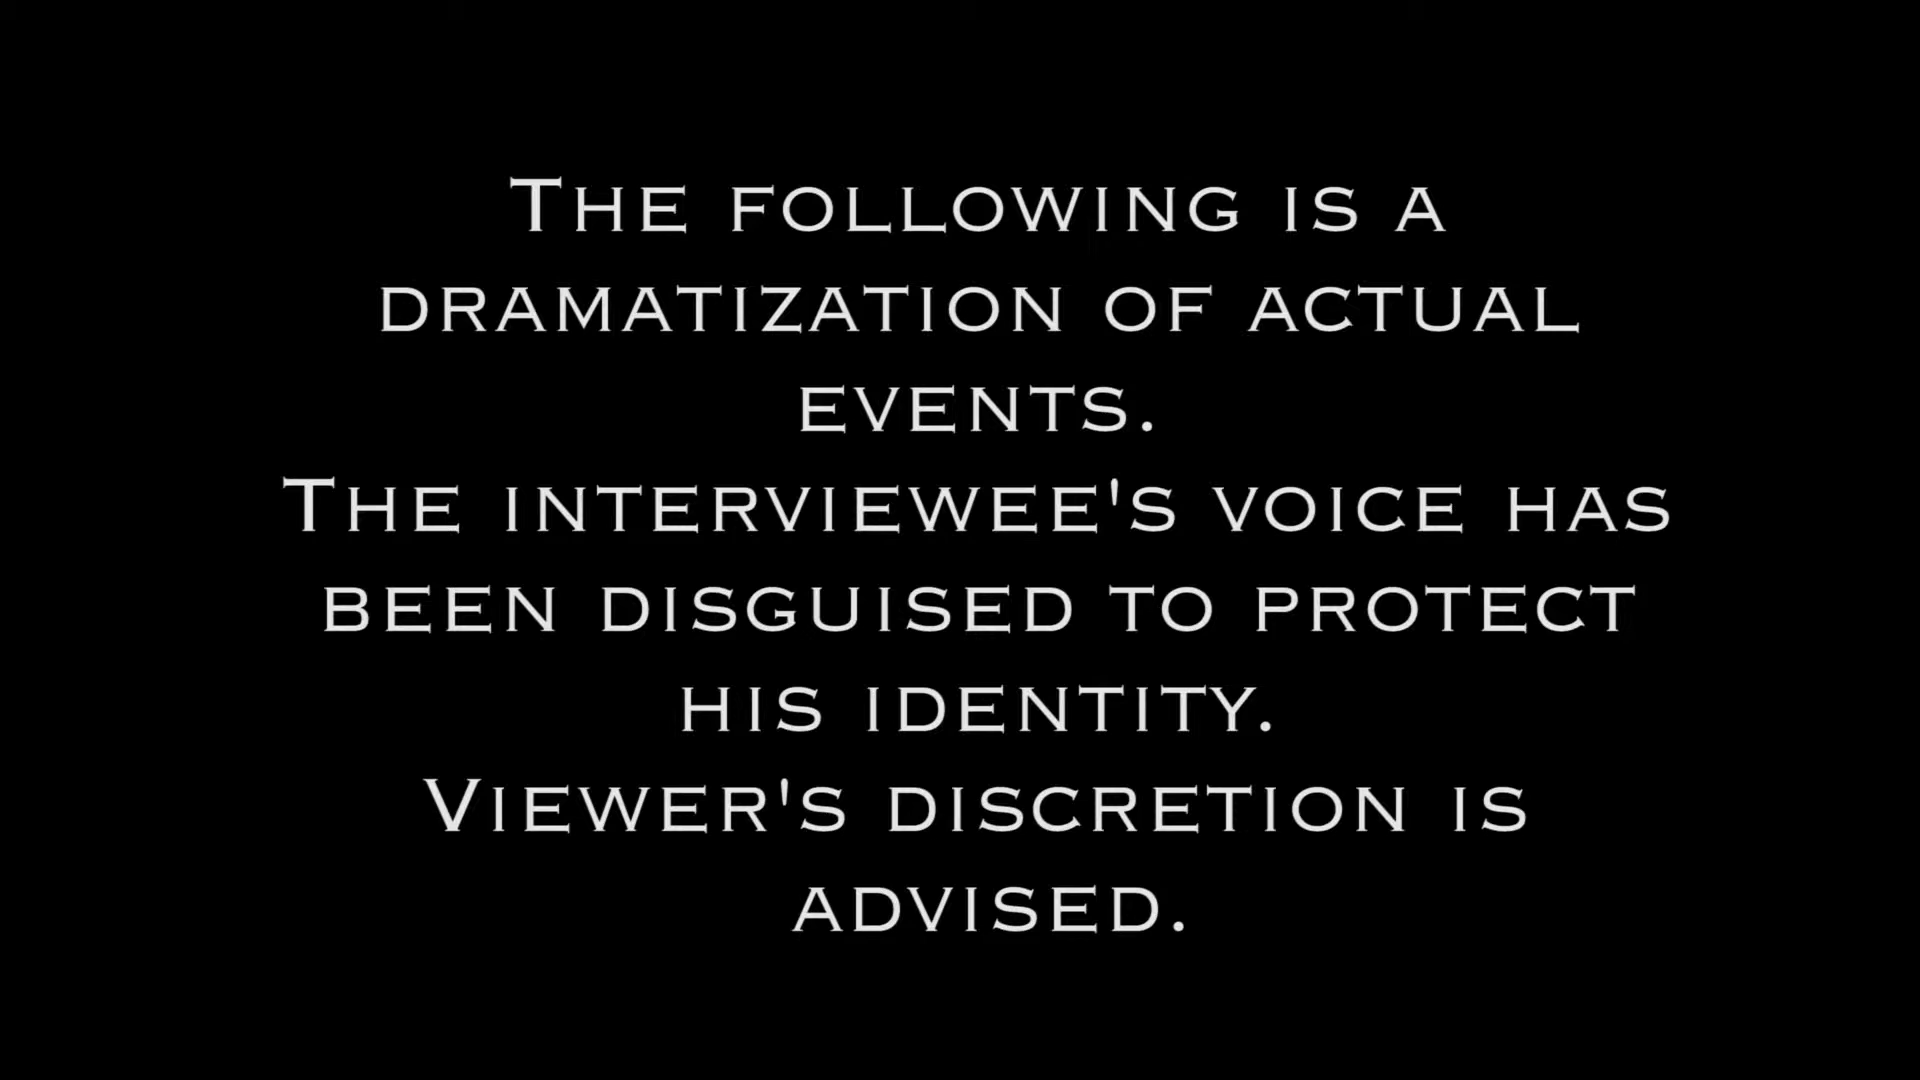 The following is a
dramatization of actual
events.
The interviewee's voice has
been disguised to protect
his identity.
Viewer's discretion is
advised.